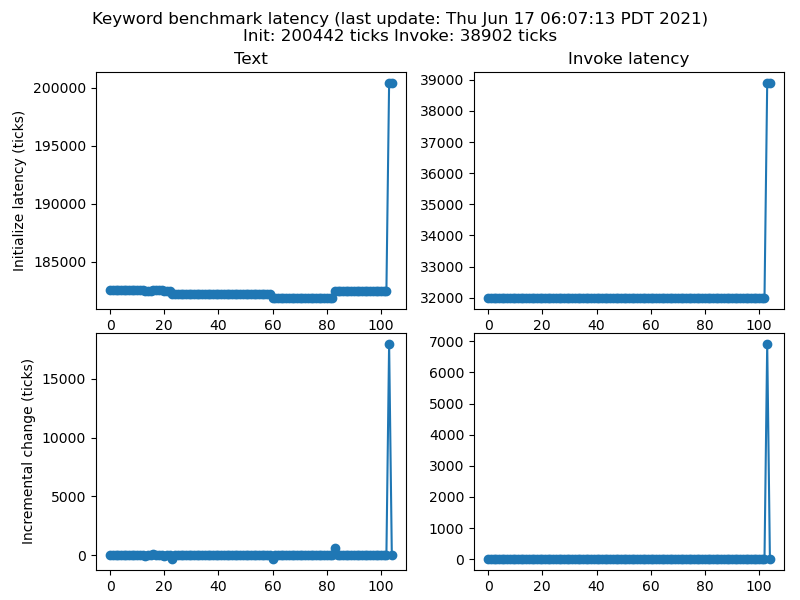 Keyword benchmark latency (last update: Thu Jun 17 06:07:13 PDT 2021)
Init: 200442 ticks Invoke: 38902 ticks
Text
Invoke latency
Initialize latency (ticks)
200000
195000
190000
185000
0 20 40 60 80 100
39000
38000
37000
36000
35000
34000
33000
32000
0 20 40 60 80 100
Incremental change (ticks)
15000
10000
5000
0
0 20 40 60 80 100
7000
6000
5000
4000
3000
2000
1000
0
0 20 40 60 80 100